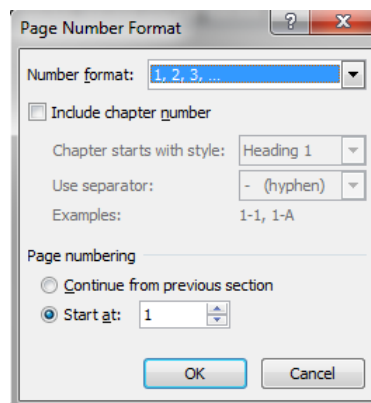 Page Number Format ? X
Number format: 1, 2, 3, ...
Include chapter number
Chapter starts with style: Heading 1
Use separator: - (hyphen)
Examples: 1-1, 1-A
Page numbering
Continue from previous section
Start at: 1
OK Cancel